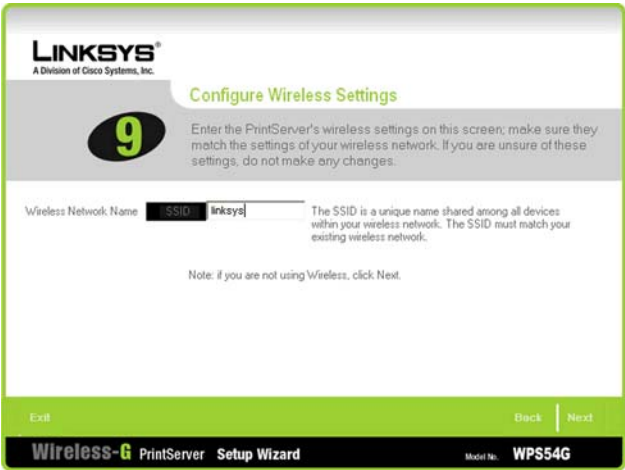 LINKSYS®
A Division of Cisco Systems, Inc.
Configure Wireless Settings
9
Enter the PrintServer's wireless settings on this screen; make sure they
match the settings of your wireless network. If you are unsure of these
settings, do not make any changes.
Wireless Network Name SSID linksys
The SSID is a unique name shared among all devices
within your wireless network. The SSID must match your
existing wireless network.
Note: if you are not using Wireless, click Next.
Exit Back Next
Wireless-G PrintServer Setup Wizard Model No. WPS54G